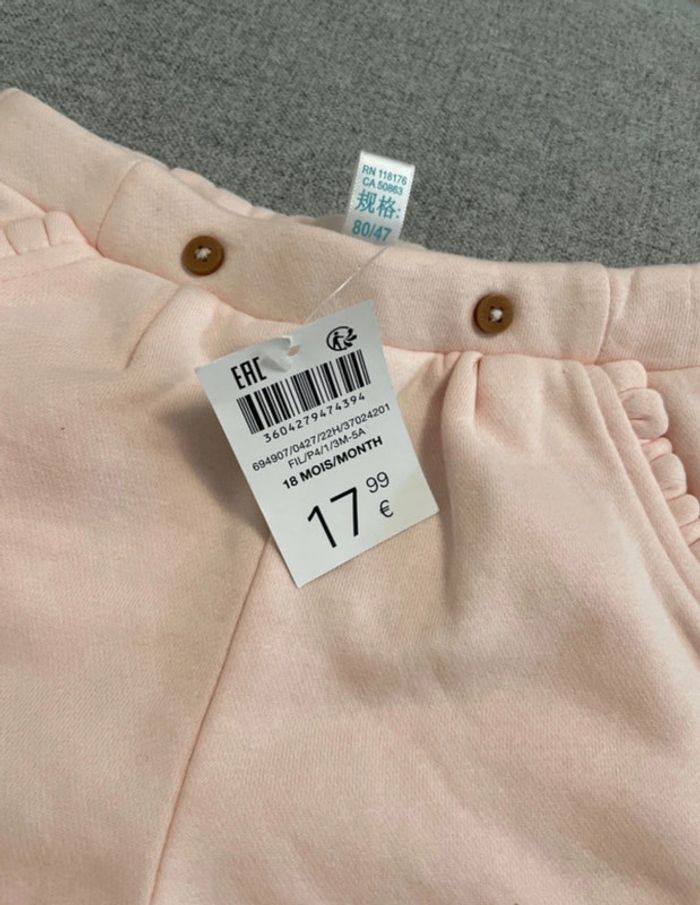 RN 118176
CA 50863
规格:
80/47
EAC
3604279474394
694907/0427/22H/37024201
FIL/P4/1/3M-5A
18 MOIS/MONTH
17 99
€